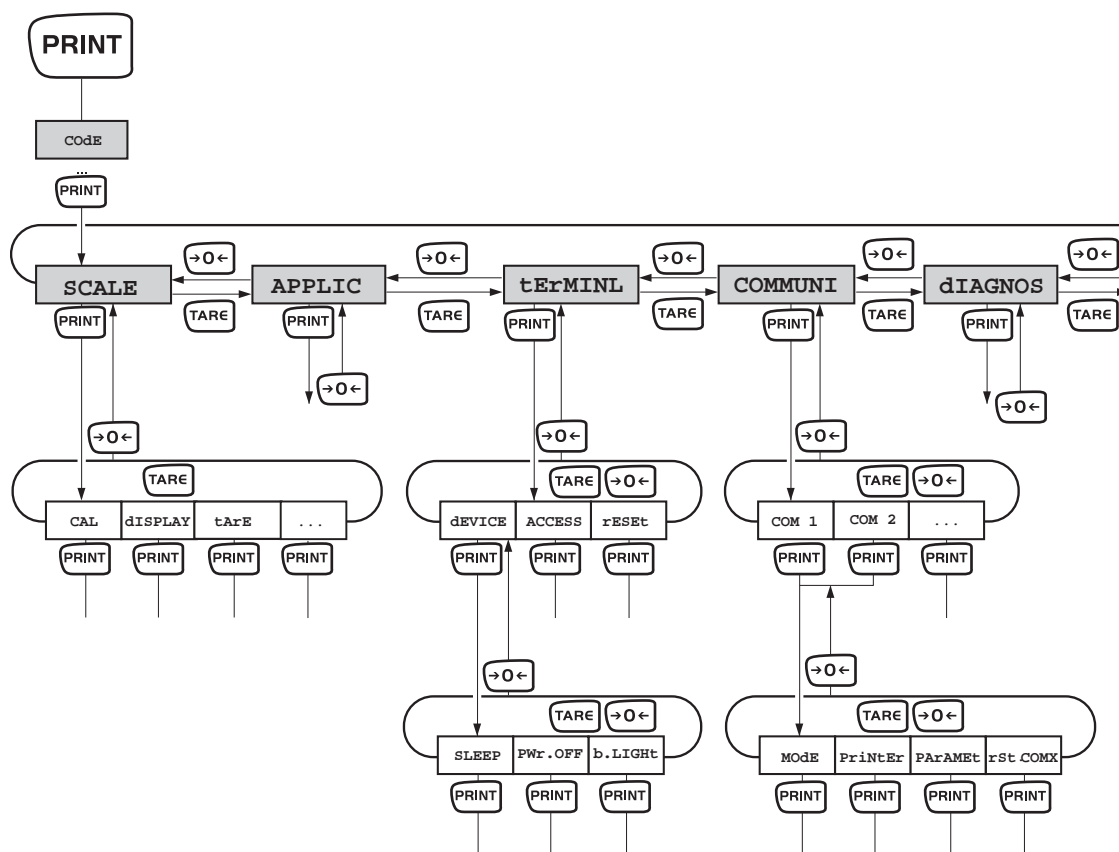 PRINT
COdE
...
PRINT
→0← →0← →0← →0← →0←
SCALE APPLIC tErMINL COMMUNI dIAGNOS
PRINT TARE PRINT TARE PRINT TARE PRINT TARE PRINT TARE
→0← →0←
→0← →0← →0←
TARE TARE →0← TARE →0←
CAL dISPLAY tArE ... dEVICE ACCESS rESEt COM 1 COM 2 ...
PRINT PRINT PRINT PRINT PRINT PRINT PRINT PRINT PRINT PRINT
→0← →0←
TARE →0← TARE →0←
SLEEP PWr.OFF b.LIGHt MOdE PriNtEr PArAMEt rSt.COMX
PRINT PRINT PRINT PRINT PRINT PRINT PRINT